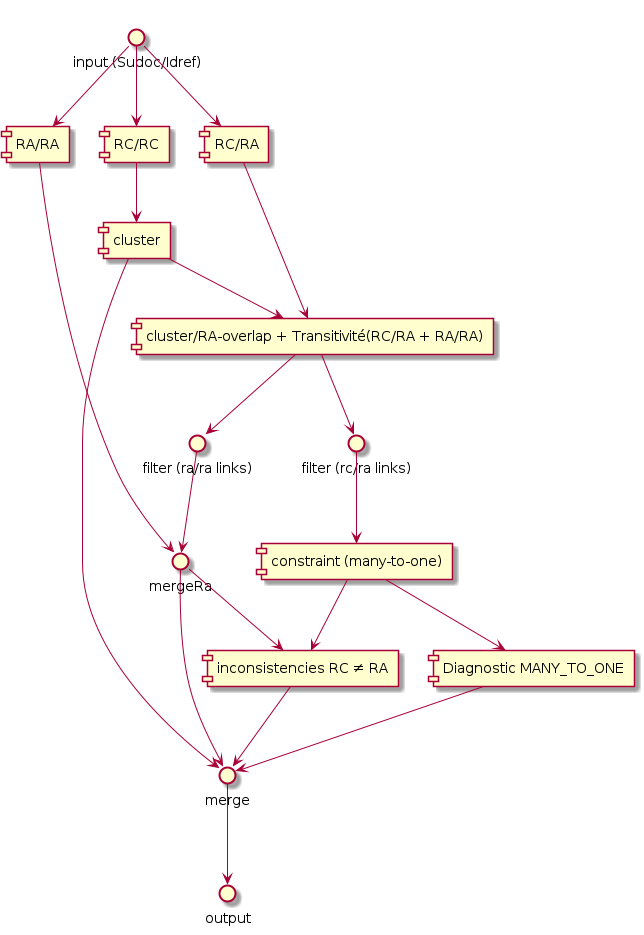 input (Sudoc/Idref)
RA/RA
RC/RC
RC/RA
cluster
cluster/RA-overlap + Transitivité(RC/RA + RA/RA)
filter (ra/ra links)
filter (rc/ra links)
constraint (many-to-one)
mergeRa
inconsistencies RC ≠ RA
Diagnostic MANY_TO_ONE
merge
output